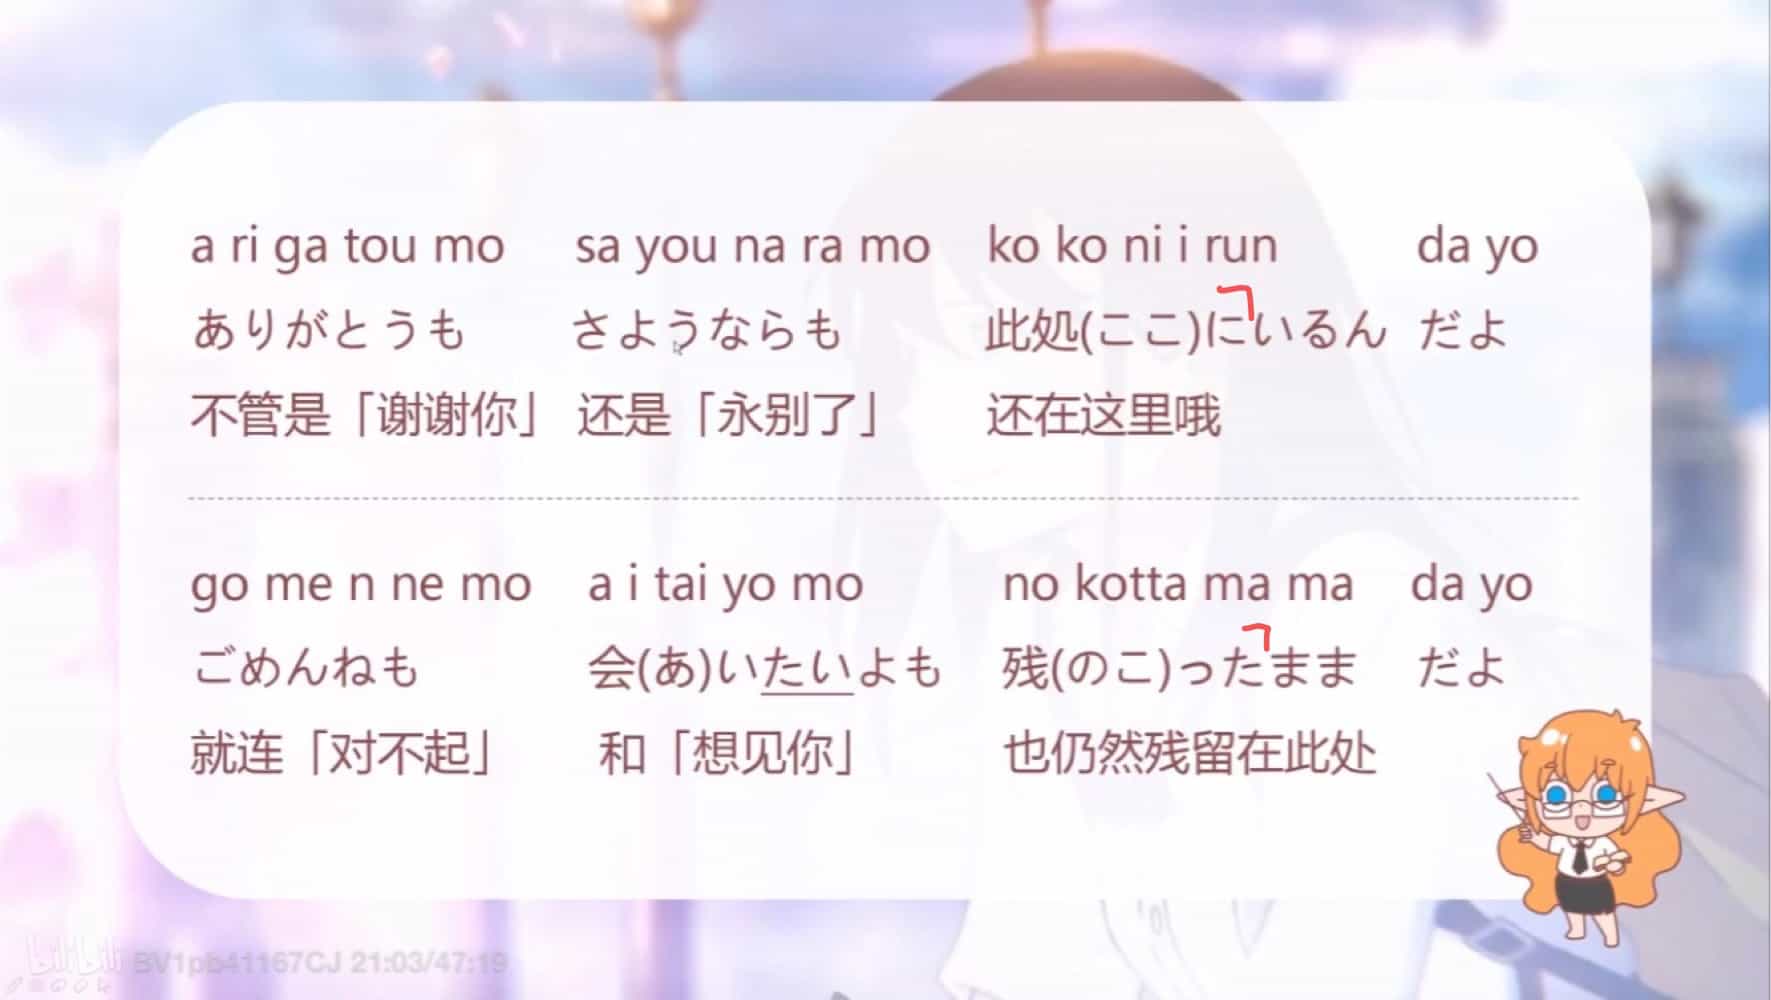 a ri ga tou mo sa you na ra mo ko ko ni i run da yo
ありがとうも さようならも 此処(ここ)にいるん だよ
不管是「谢谢你」 还是「永别了」 还在这里哦
go me n ne mo a i tai yo mo no kotta ma ma da yo
ごめんねも 会(あ)いたいよも 残(のこ)ったまま だよ
就连「对不起」 和「想见你」 也仍然残留在此处
bilibili BV1pb41167CJ 21:03/47:19